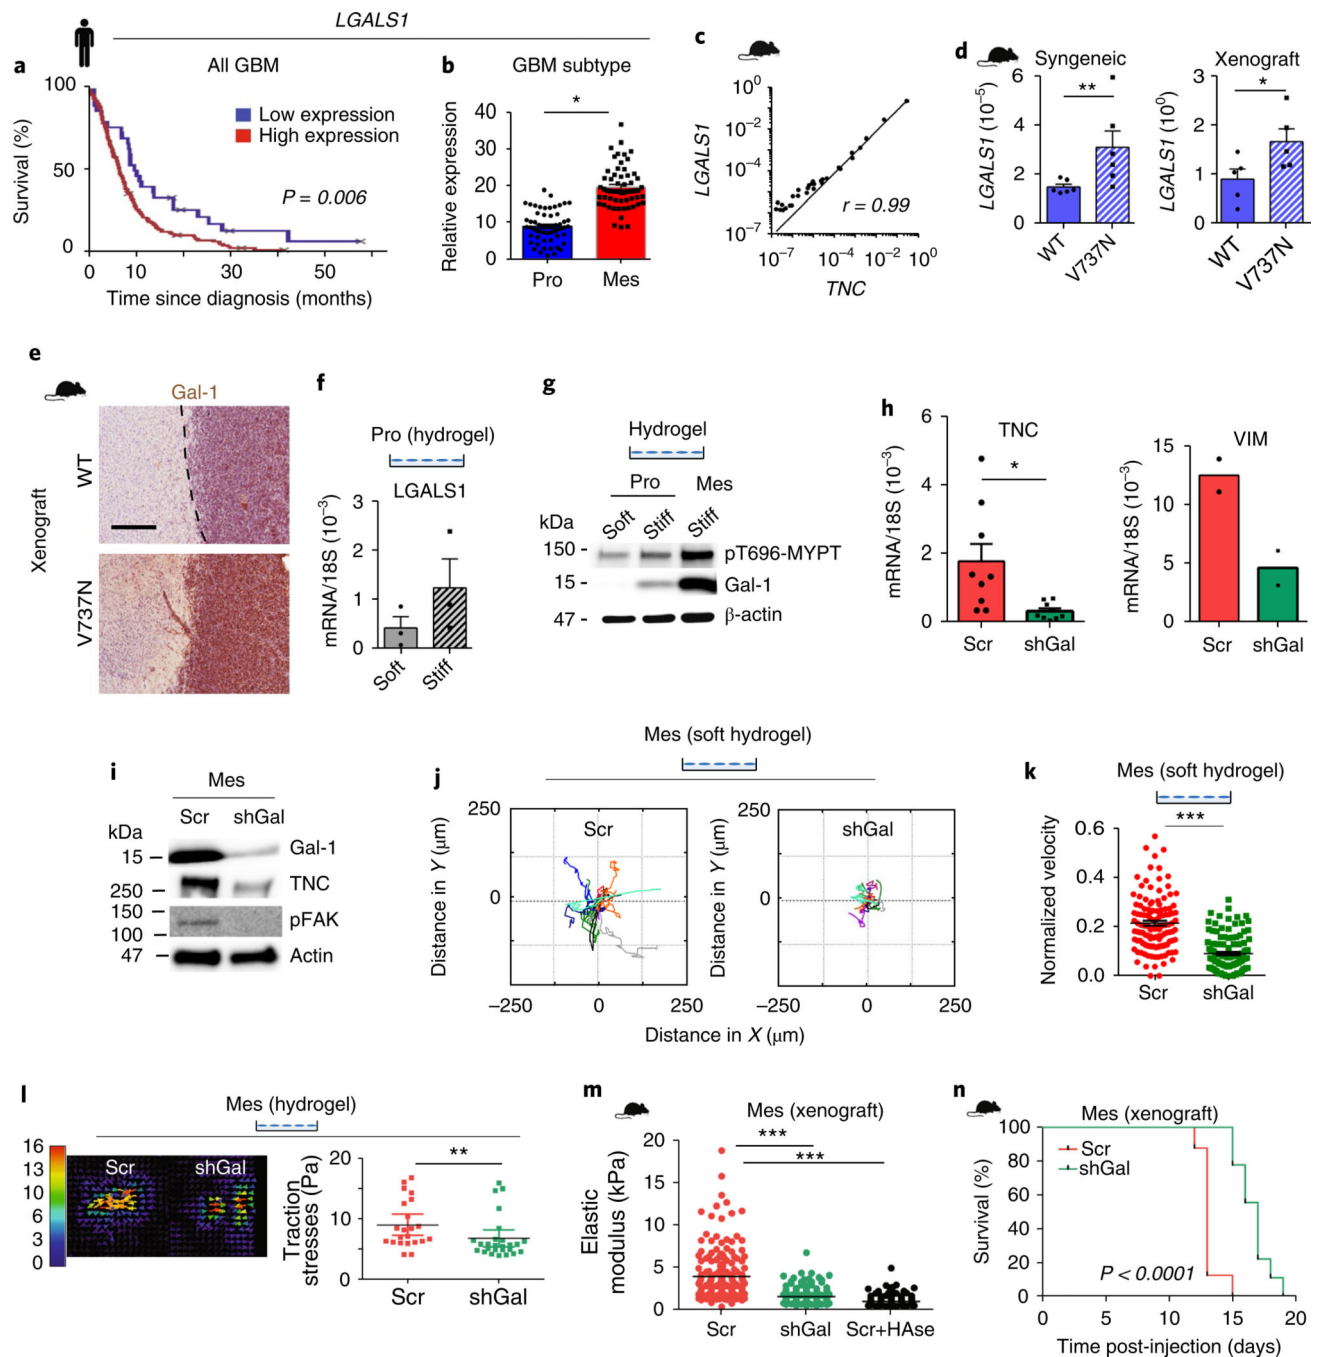 LGALS1
a
All GBM
Survival (%)
100
50
0
Low expression
High expression
P = 0.006
0
10
30
50
Time since diagnosis (months)
b
GBM subtype
Relative expression
40
30
20
10
0
*
Pro
Mes
c
LGALS1
10⁰
10⁻²
10⁻⁴
10⁻⁷
r = 0.99
10⁻⁷
10⁻⁴
10⁻²
10⁰
TNC
d
Syngeneic
LGALS1 (10⁻⁵)
6
4
2
0
**
WT
V737N
Xenograft
LGALS1 (10⁰)
3
2
1
0
*
WT
V737N
e
Gal-1
Xenograft
WT
V737N
f
Pro (hydrogel)
LGALS1
mRNA/18S (10⁻³)
3
2
1
0
Soft
Stiff
g
Hydrogel
Pro
Mes
kDa
Soft
Stiff
Stiff
150
pT696-MYPT
15
Gal-1
47
β-actin
h
TNC
mRNA/18S (10⁻³)
6
4
2
0
*
Scr
shGal
VIM
mRNA/18S (10⁻³)
15
10
5
0
Scr
shGal
i
Mes
kDa
Scr
shGal
15
Gal-1
250
TNC
150
100
pFAK
47
Actin
j
Mes (soft hydrogel)
Distance in Y (μm)
250
0
–250
0
250
Scr
Distance in Y (μm)
250
0
–250
0
250
shGal
Distance in X (μm)
k
Mes (soft hydrogel)
***
Normalized velocity
0.6
0.4
0.2
0.0
Scr
shGal
l
Mes (hydrogel)
16
13
10
6
3
0
Scr
shGal
Traction
stresses (Pa)
20
10
0
**
Scr
shGal
m
Mes (xenograft)
***
***
Elastic
modulus (kPa)
20
15
10
5
0
Scr
shGal
Scr+HAse
n
Mes (xenograft)
Survival (%)
100
80
60
40
20
0
Scr
shGal
P < 0.0001
0
5
10
15
20
Time post-injection (days)